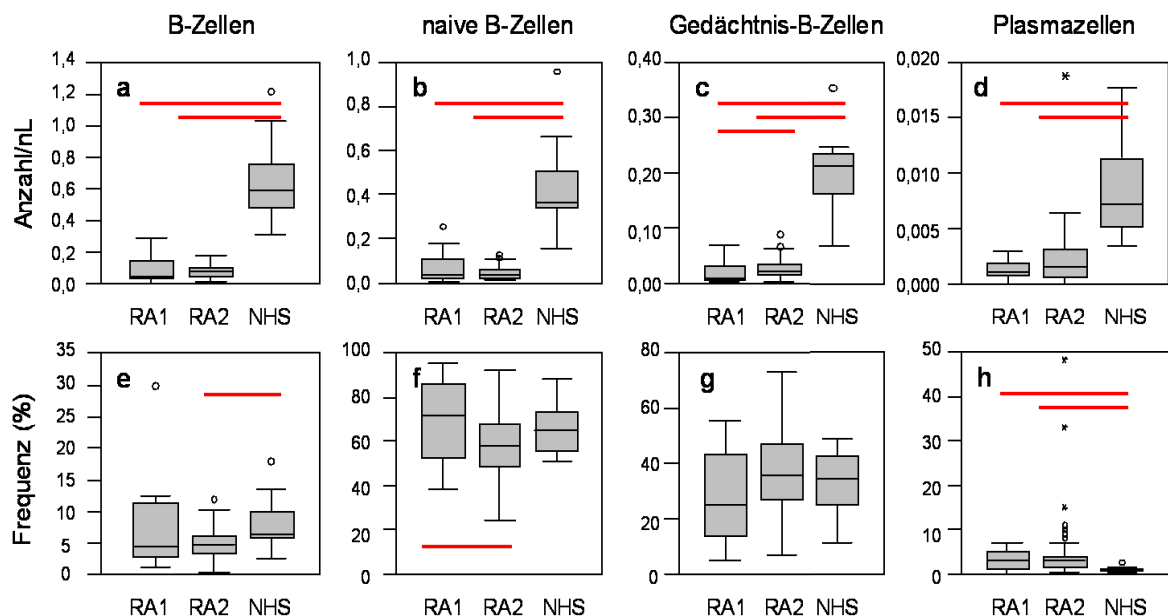 B-Zellen naive B-Zellen Gedächtnis-B-Zellen Plasmazellen
Anzahl/nL
a
1,4
1,2
1,0
0,8
0,6
0,4
0,2
0,0
RA1 RA2 NHS
b
1,0
0,8
0,6
0,4
0,2
0,0
RA1 RA2 NHS
c
0,40
0,30
0,20
0,10
0,00
RA1 RA2 NHS
d
0,020
0,015
0,010
0,005
0,000
RA1 RA2 NHS
Frequenz (%)
e
35
30
25
20
15
10
5
0
RA1 RA2 NHS
f
100
80
60
40
20
0
RA1 RA2 NHS
g
80
60
40
20
0
RA1 RA2 NHS
h
50
40
30
20
10
0
RA1 RA2 NHS